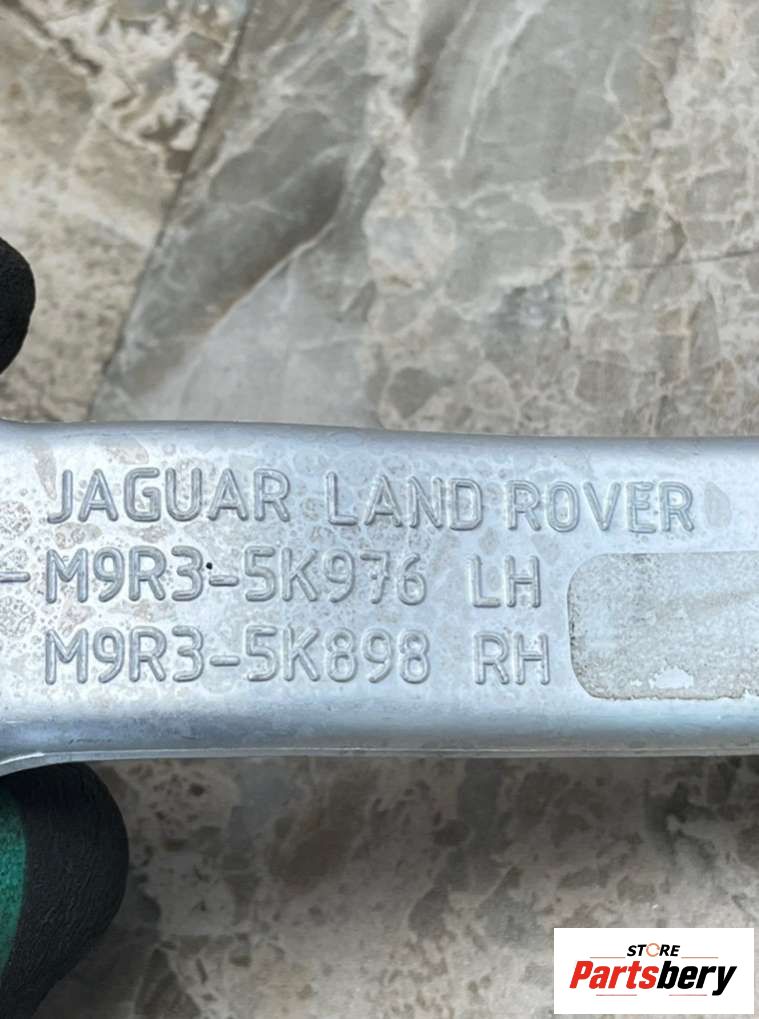 JAGUAR LAND ROVER
M9R3-5K976 LH
M9R3-5K898 RH
STORE
Partsbery